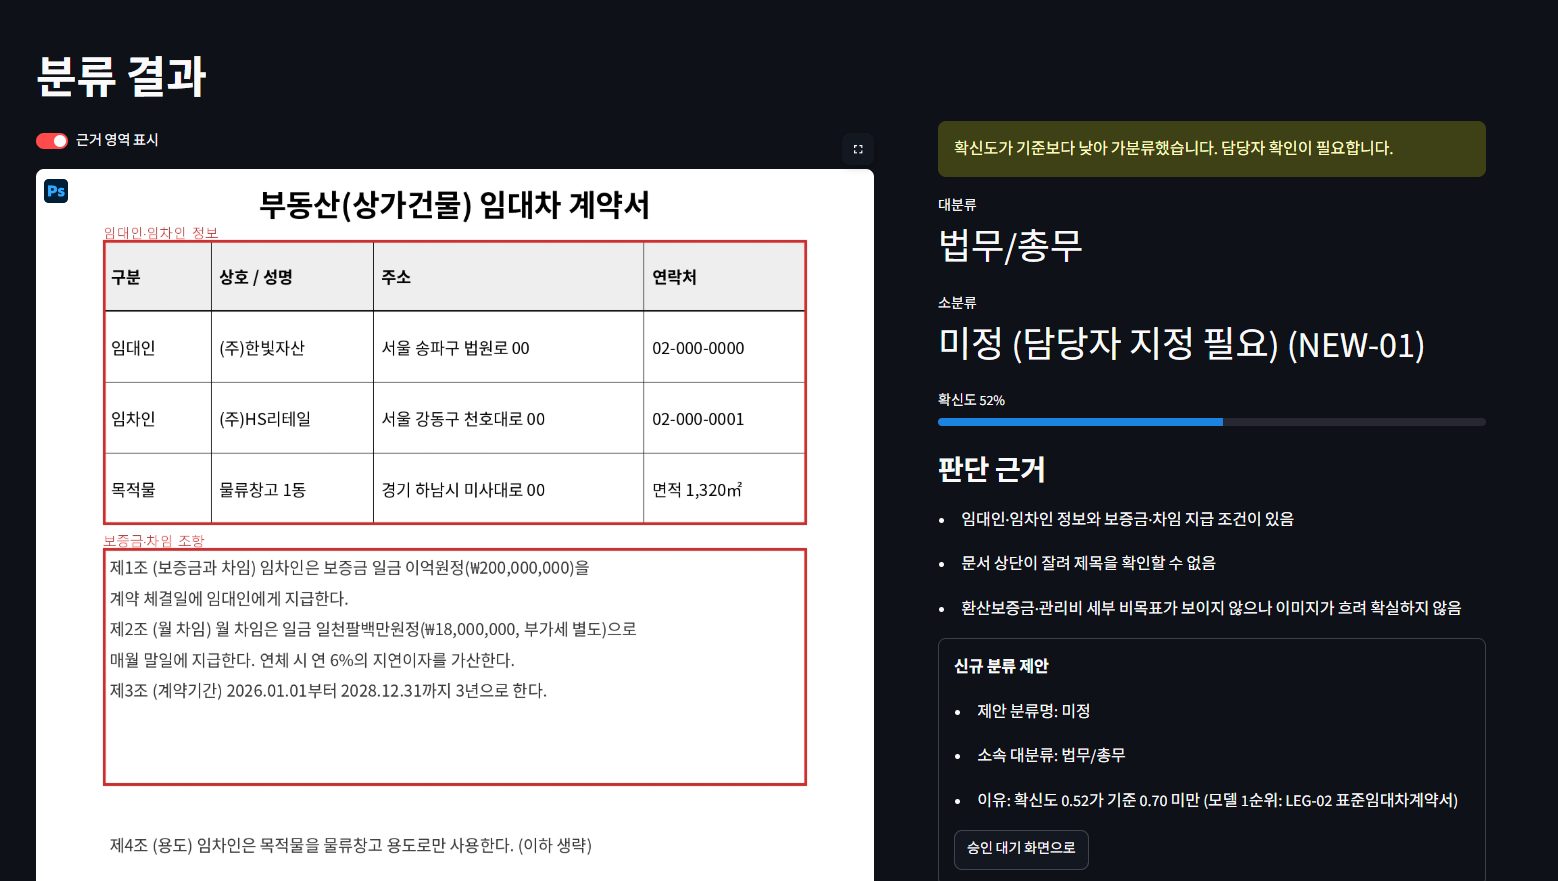 분류 결과
근거 영역 표시
Ps
부동산(상가건물) 임대차 계약서
임대인·임차인 정보
구분 상호 / 성명 주소 연락처
임대인 (주)한빛자산 서울 송파구 법원로 00 02-000-0000
임차인 (주)HS리테일 서울 강동구 천호대로 00 02-000-0001
목적물 물류창고 1동 경기 하남시 미사대로 00 면적 1,320㎡
보증금·차임 조항
제1조 (보증금과 차임) 임차인은 보증금 일금 이억원정(₩200,000,000)을
계약 체결일에 임대인에게 지급한다.
제2조 (월 차임) 월 차임은 일금 일천팔백만원정(₩18,000,000, 부가세 별도)으로
매월 말일에 지급한다. 연체 시 연 6%의 지연이자를 가산한다.
제3조 (계약기간) 2026.01.01부터 2028.12.31까지 3년으로 한다.
제4조 (용도) 임차인은 목적물을 물류창고 용도로만 사용한다. (이하 생략)
확신도가 기준보다 낮아 가분류했습니다. 담당자 확인이 필요합니다.
대분류
법무/총무
소분류
미정 (담당자 지정 필요) (NEW-01)
확신도 52%
판단 근거
• 임대인·임차인 정보와 보증금·차임 지급 조건이 있음
• 문서 상단이 잘려 제목을 확인할 수 없음
• 환산보증금·관리비 세부 비목표가 보이지 않으나 이미지가 흐려 확실하지 않음
신규 분류 제안
• 제안 분류명: 미정
• 소속 대분류: 법무/총무
• 이유: 확신도 0.52가 기준 0.70 미만 (모델 1순위: LEG-02 표준임대차계약서)
승인 대기 화면으로